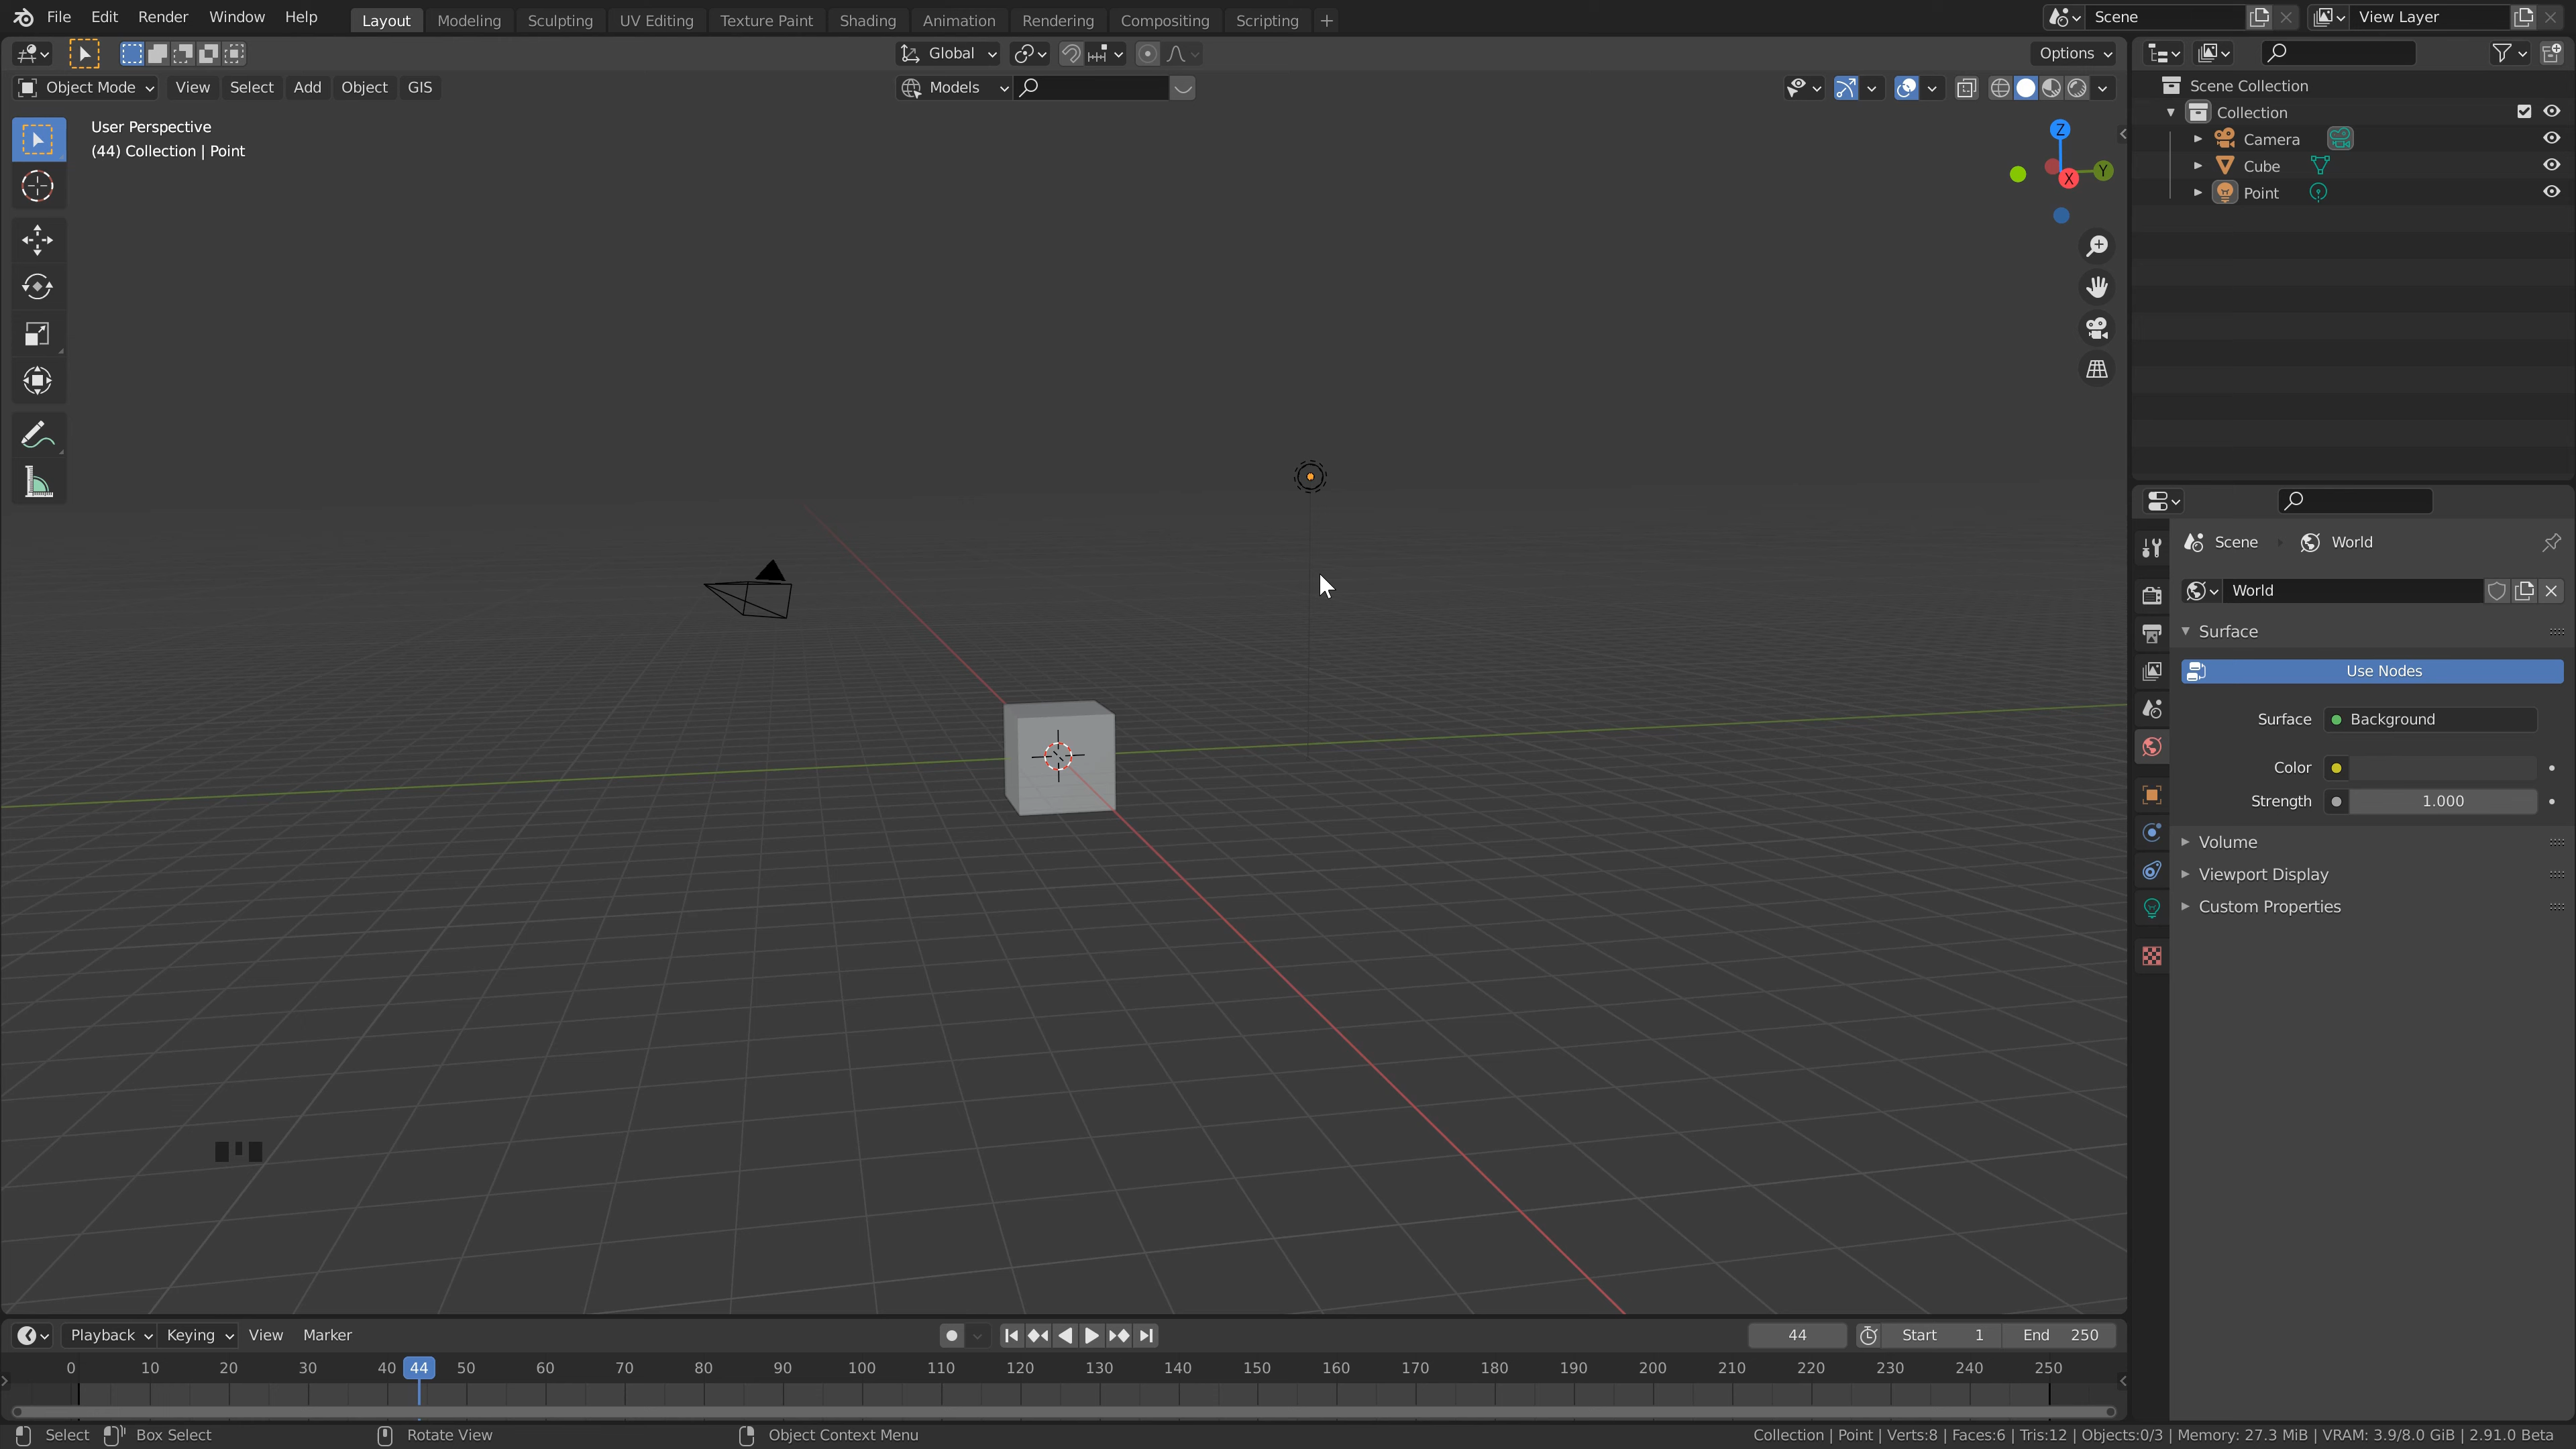 File Edit Render Window Help Layout Modeling Sculpting UV Editing Texture Paint Shading Animation Rendering Compositing Scripting + Scene View Layer
Global Options
Object Mode View Select Add Object GIS Models
User Perspective
(44) Collection | Point
Z
Y
X
Scene Collection
Collection
Camera
Cube
Point
Scene World
World
Surface
Use Nodes
Surface Background
Color
Strength 1.000
Volume
Viewport Display
Custom Properties
Playback Keying View Marker 44 Start 1 End 250
0 10 20 30 40 44 50 60 70 80 90 100 110 120 130 140 150 160 170 180 190 200 210 220 230 240 250
Select Box Select Rotate View Object Context Menu Collection | Point | Verts:8 | Faces:6 | Tris:12 | Objects:0/3 | Memory: 27.3 MiB | VRAM: 3.9/8.0 GiB | 2.91.0 Beta